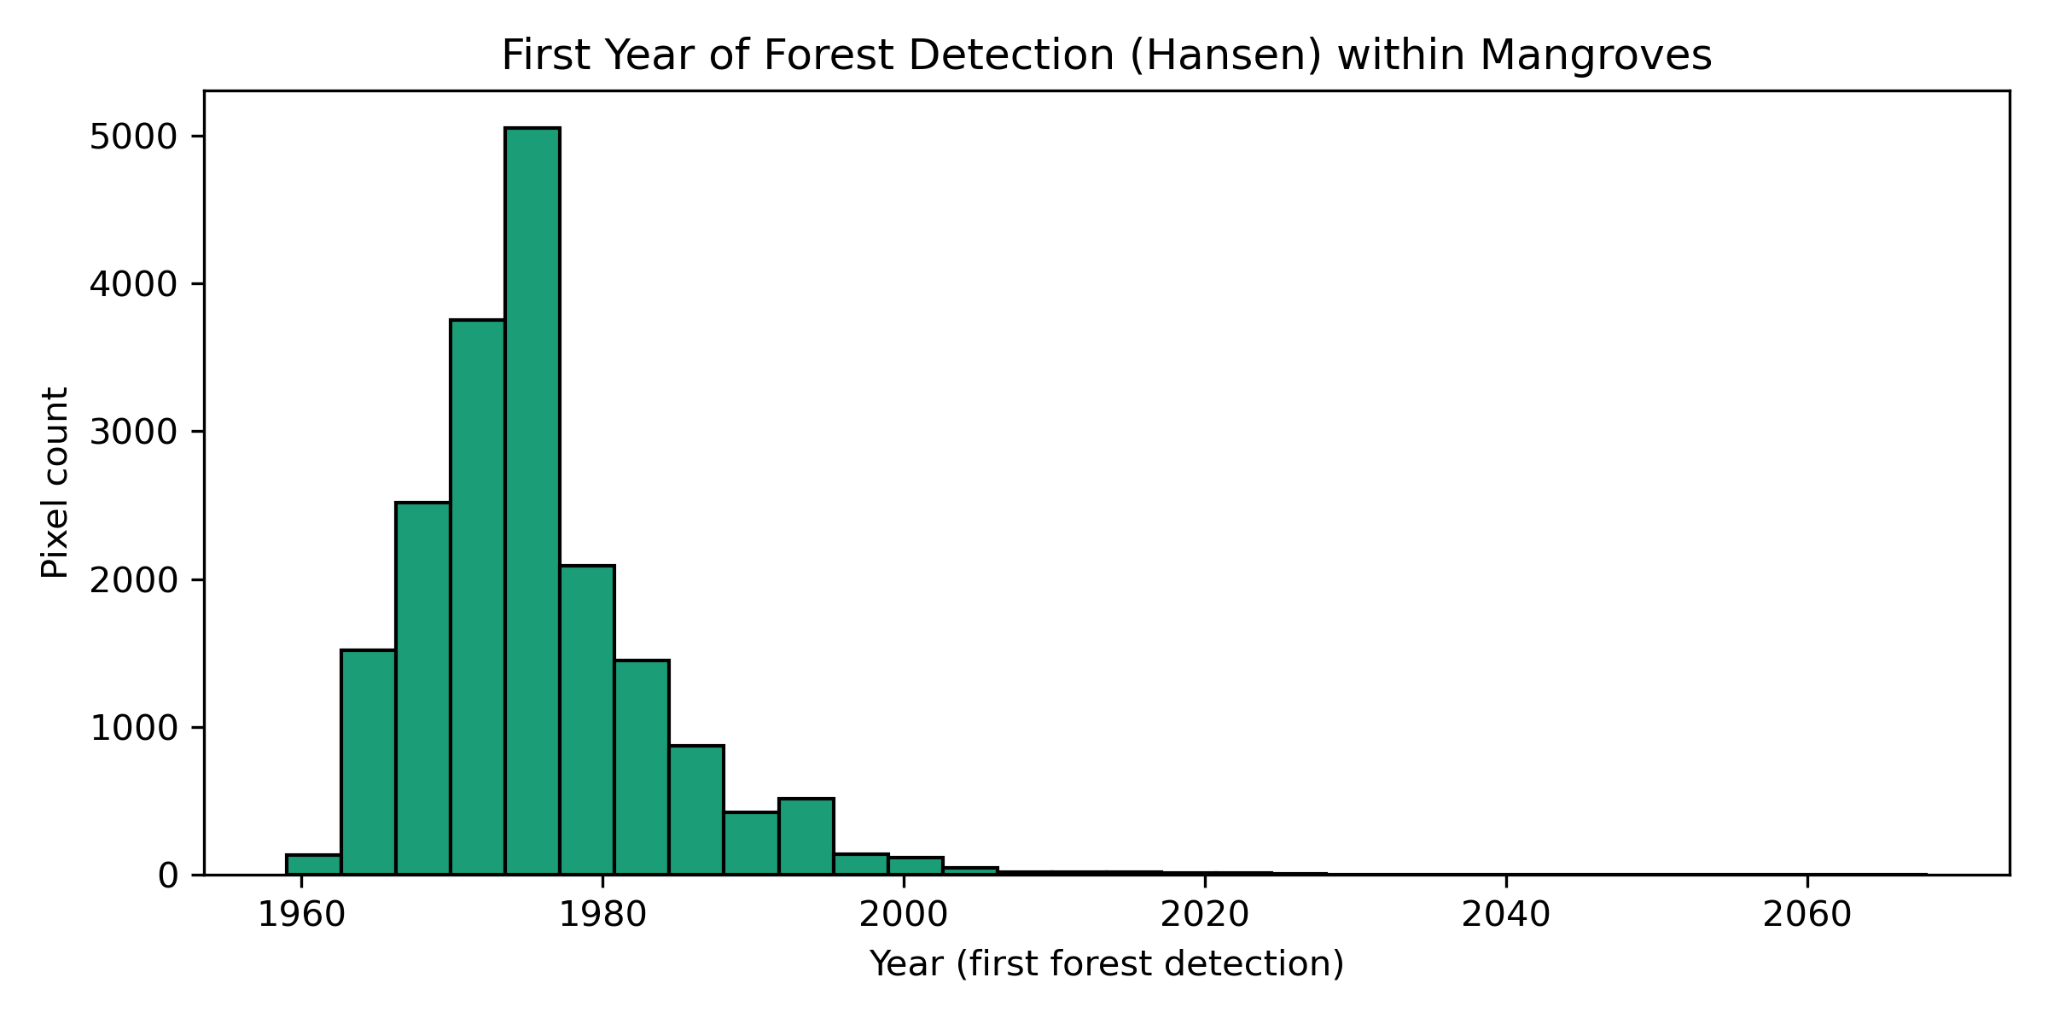 First Year of Forest Detection (Hansen) within Mangroves
Pixel count
5000
4000
3000
2000
1000
0
1960 1980 2000 2020 2040 2060
Year (first forest detection)